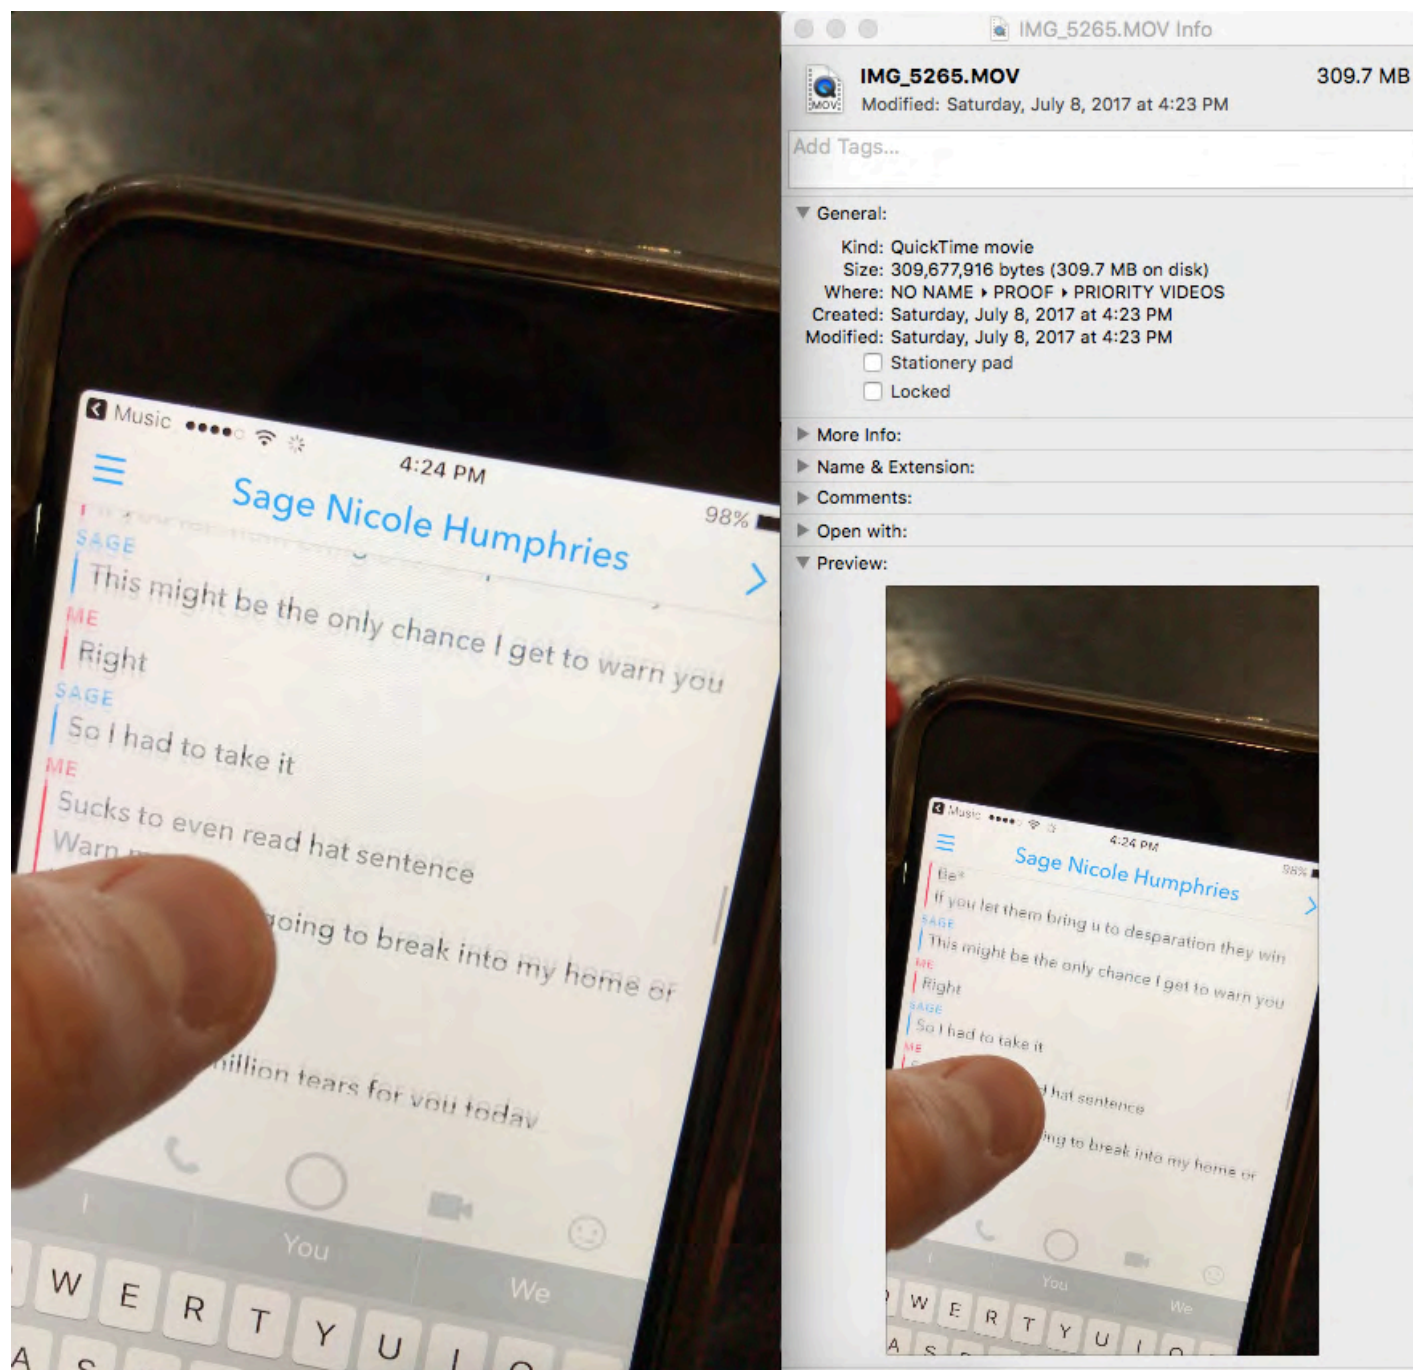 Music
4:24 PM
98%
Sage Nicole Humphries
SAGE
This might be the only chance I get to warn you
ME
Right
SAGE
So I had to take it
ME
Sucks to even read hat sentence
Warn
going to break into my home or
million tears for you today
I
You
We
W E R T Y U I O
A S
IMG_5265.MOV Info
MOV
IMG_5265.MOV
309.7 MB
Modified: Saturday, July 8, 2017 at 4:23 PM
Add Tags...
General:
Kind: QuickTime movie
Size: 309,677,916 bytes (309.7 MB on disk)
Where: NO NAME ▸ PROOF ▸ PRIORITY VIDEOS
Created: Saturday, July 8, 2017 at 4:23 PM
Modified: Saturday, July 8, 2017 at 4:23 PM
Stationery pad
Locked
More Info:
Name & Extension:
Comments:
Open with:
Preview:
Music
4:24 PM
98%
Sage Nicole Humphries
Be*
If you let them bring u to desparation they win
SAGE
This might be the only chance I get to warn you
ME
Right
SAGE
So I had to take it
ME
hat sentence
to break into my home or
I
You
We
W E R T Y U I O
A S D